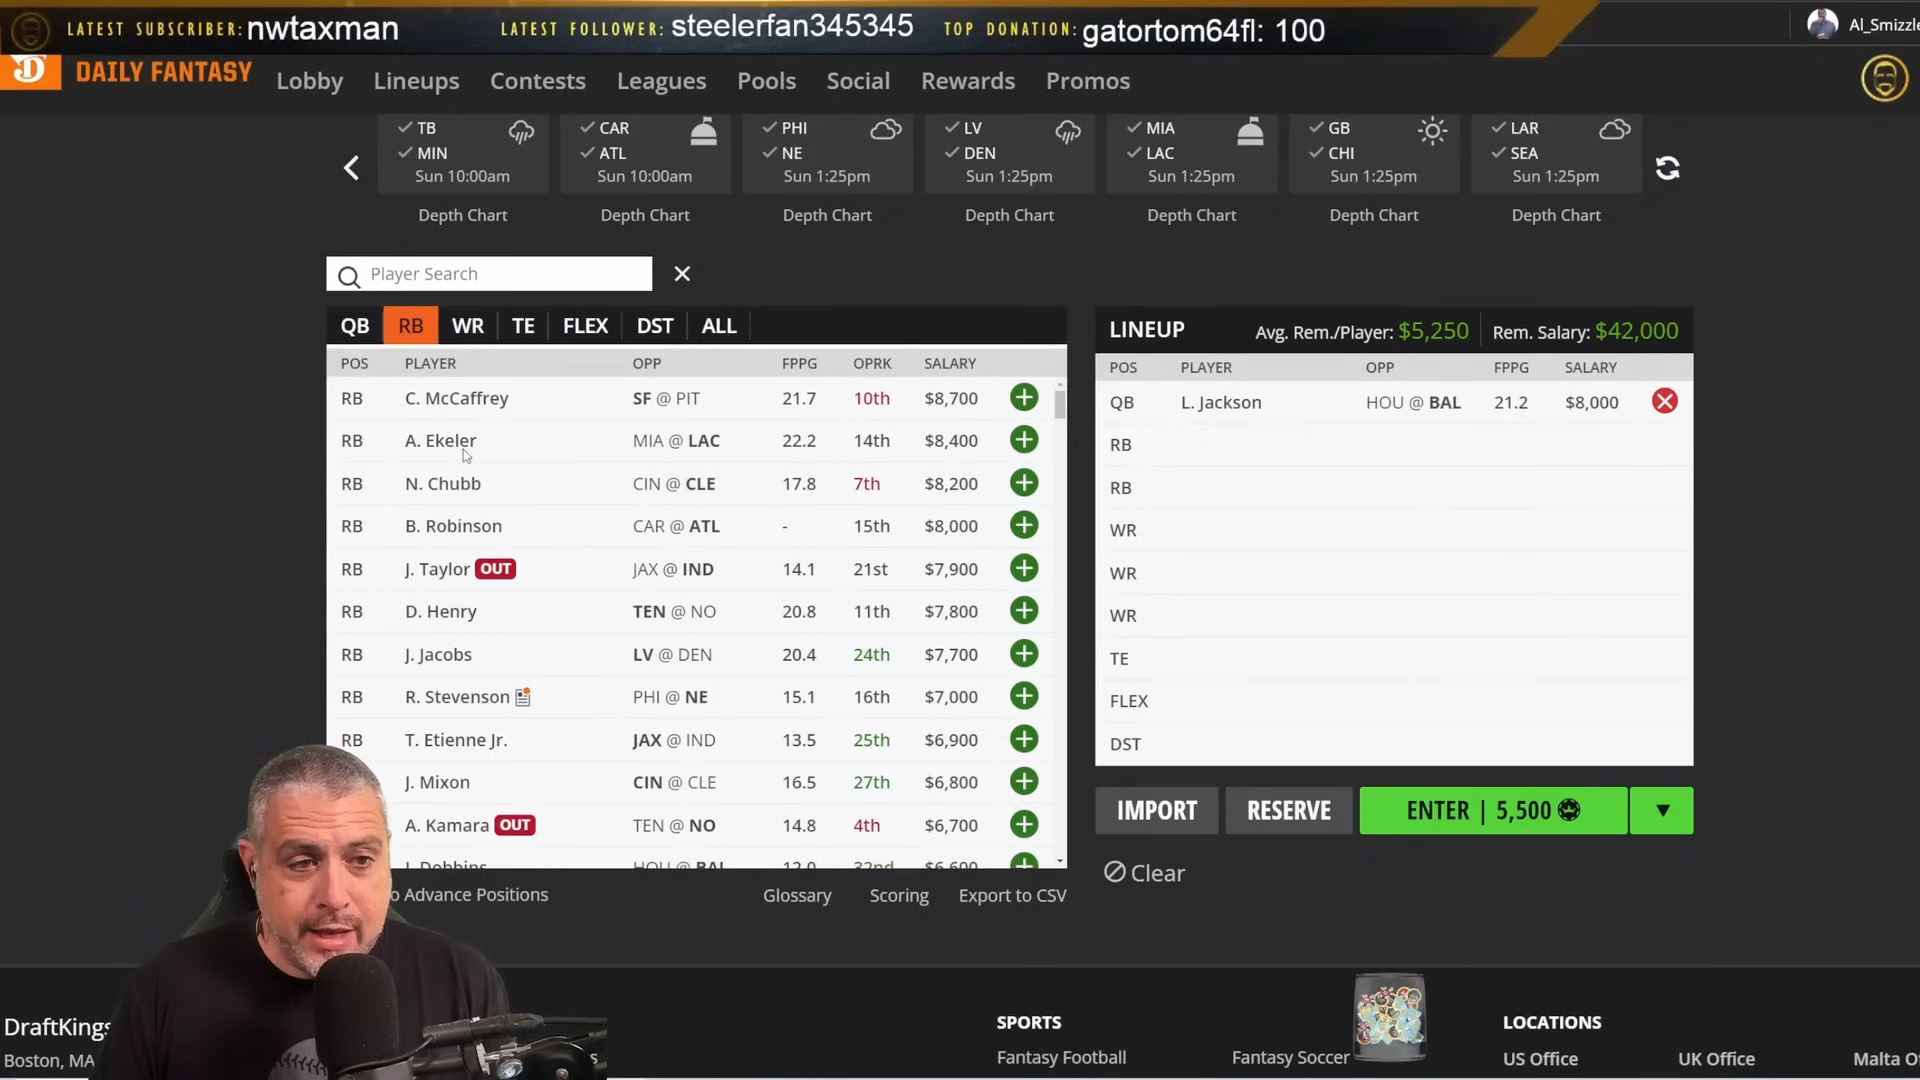 LATEST SUBSCRIBER: nwtaxman LATEST FOLLOWER: steelerfan345345 TOP DONATION: gatortom64fl: 100
Al_Smizzle
DAILY FANTASY Lobby Lineups Contests Leagues Pools Social Rewards Promos
TB CAR PHI LV MIA GB LAR
MIN ATL NE DEN LAC CHI SEA
Sun 10:00am Sun 10:00am Sun 1:25pm Sun 1:25pm Sun 1:25pm Sun 1:25pm Sun 1:25pm
Depth Chart Depth Chart Depth Chart Depth Chart Depth Chart Depth Chart Depth Chart
Player Search
QB RB WR TE FLEX DST ALL
POS PLAYER OPP FPPG OPRK SALARY
RB C. McCaffrey SF @ PIT 21.7 10th $8,700
RB A. Ekeler MIA @ LAC 22.2 14th $8,400
RB N. Chubb CIN @ CLE 17.8 7th $8,200
RB B. Robinson CAR @ ATL - 15th $8,000
RB J. Taylor OUT JAX @ IND 14.1 21st $7,900
RB D. Henry TEN @ NO 20.8 11th $7,800
RB J. Jacobs LV @ DEN 20.4 24th $7,700
RB R. Stevenson PHI @ NE 15.1 16th $7,000
RB T. Etienne Jr. JAX @ IND 13.5 25th $6,900
J. Mixon CIN @ CLE 16.5 27th $6,800
A. Kamara OUT TEN @ NO 14.8 4th $6,700
J. Dobbins HOU @ BAL 12.0 32nd $6,600
o Advance Positions Glossary Scoring Export to CSV
LINEUP Avg. Rem./Player: $5,250 Rem. Salary: $42,000
POS PLAYER OPP FPPG SALARY
QB L. Jackson HOU @ BAL 21.2 $8,000
RB
RB
WR
WR
WR
TE
FLEX
DST
IMPORT RESERVE ENTER | 5,500
Clear
DraftKings
Boston, MA
SPORTS
Fantasy Football Fantasy Soccer
LOCATIONS
US Office UK Office Malta O